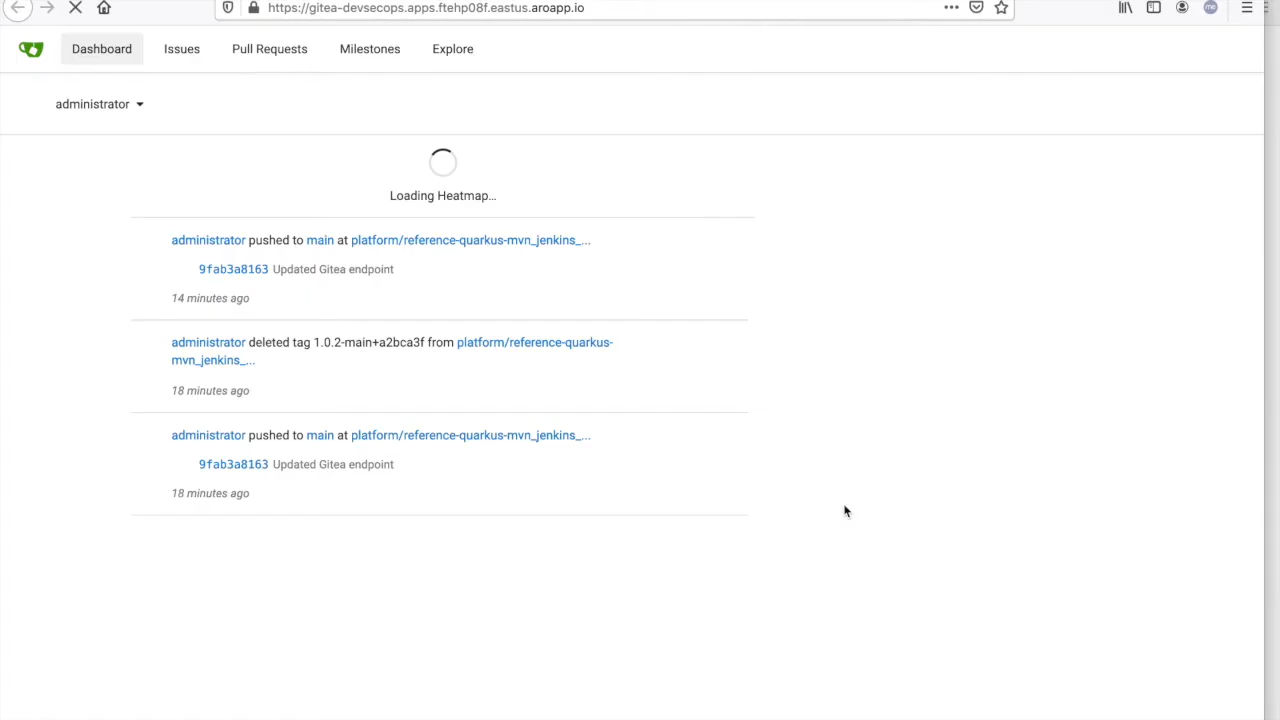 https://gitea-devsecops.apps.ftehp08f.eastus.aroapp.io
me
Dashboard Issues Pull Requests Milestones Explore
administrator
Loading Heatmap...
administrator pushed to main at platform/reference-quarkus-mvn_jenkins_...
9fab3a8163 Updated Gitea endpoint
14 minutes ago
administrator deleted tag 1.0.2-main+a2bca3f from platform/reference-quarkus-
mvn_jenkins_...
18 minutes ago
administrator pushed to main at platform/reference-quarkus-mvn_jenkins_...
9fab3a8163 Updated Gitea endpoint
18 minutes ago